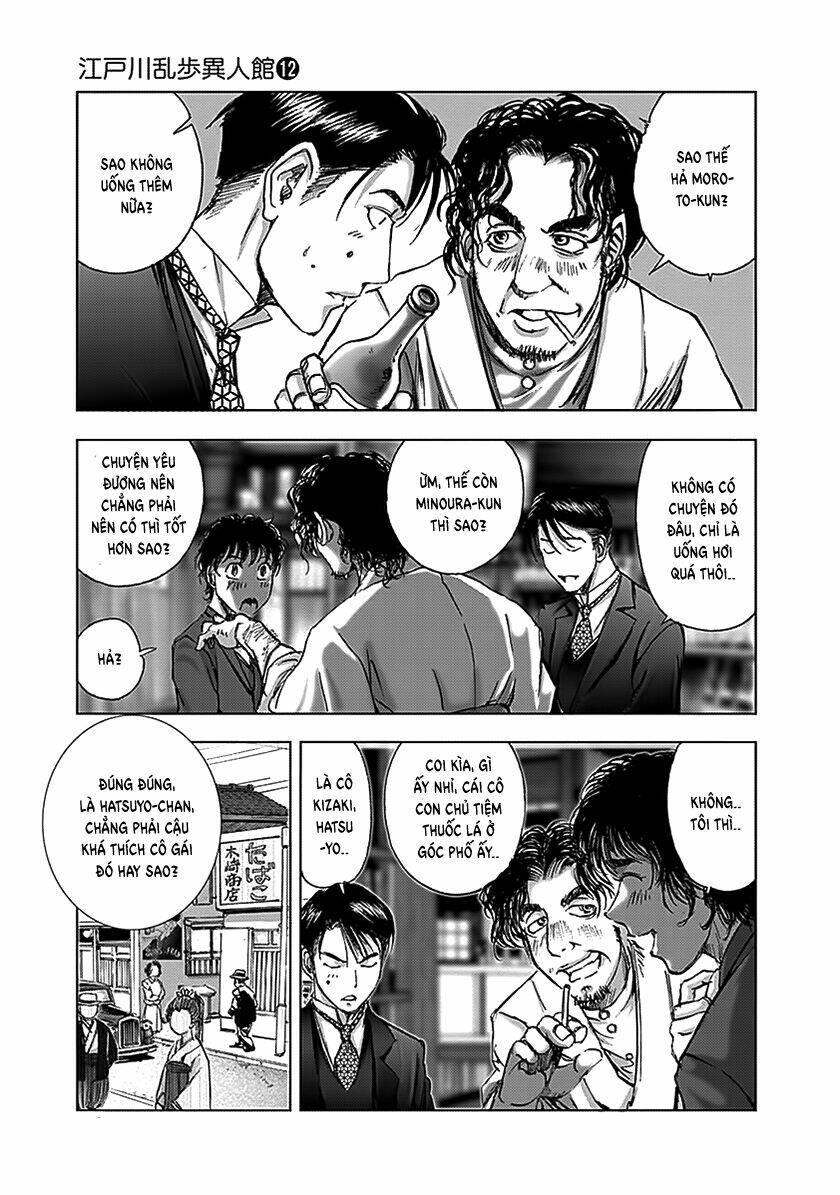 江戸川乱歩異人館⓬
SAO THẾ
HẢ MORO-
TO-KUN?
SAO KHÔNG
UỐNG THÊM
NỮA?
KHÔNG CÓ
CHUYỆN ĐÓ
ĐÂU, CHỈ LÀ
UỐNG HƠI
QUÁ THÔI..
ỪM, THẾ CÒN
MINOURA-KUN
THÌ SAO?
CHUYỆN YÊU
ĐƯƠNG NÊN
CHẲNG PHẢI
NÊN CÓ THÌ TỐT
HƠN SAO?
HẢ?
KHÔNG..
TÔI THÌ..
COI KÌA, GÌ
ẤY NHỈ, CÁI CÔ
CON CHỦ TIỆM
THUỐC LÁ Ở
GÓC PHỐ ẤY..
LÀ CÔ
KIZAKI,
HATSU
-YO..
ĐÚNG ĐÚNG,
LÀ HATSUYO-CHAN,
CHẲNG PHẢI CẬU
KHÁ THÍCH CÔ GÁI
ĐÓ HAY SAO?
たばこ
木崎商店